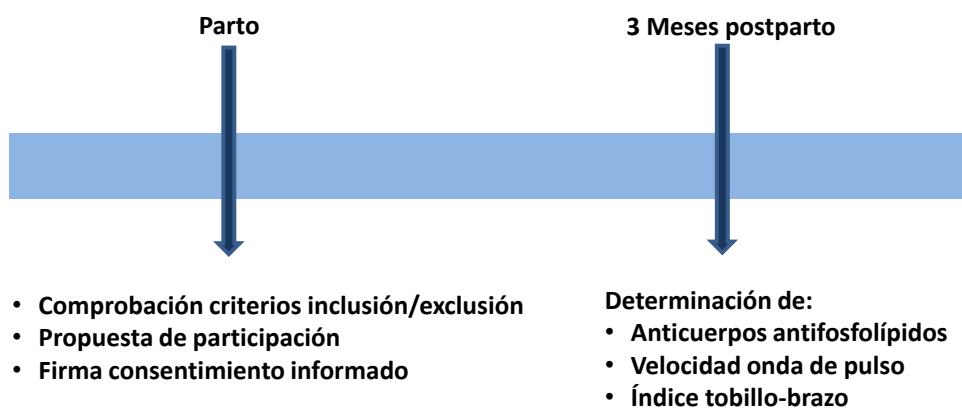 Parto
3 Meses postparto
• Comprobación criterios inclusión/exclusión
• Propuesta de participación
• Firma consentimiento informado
Determinación de:
• Anticuerpos antifosfolípidos
• Velocidad onda de pulso
• Índice tobillo-brazo